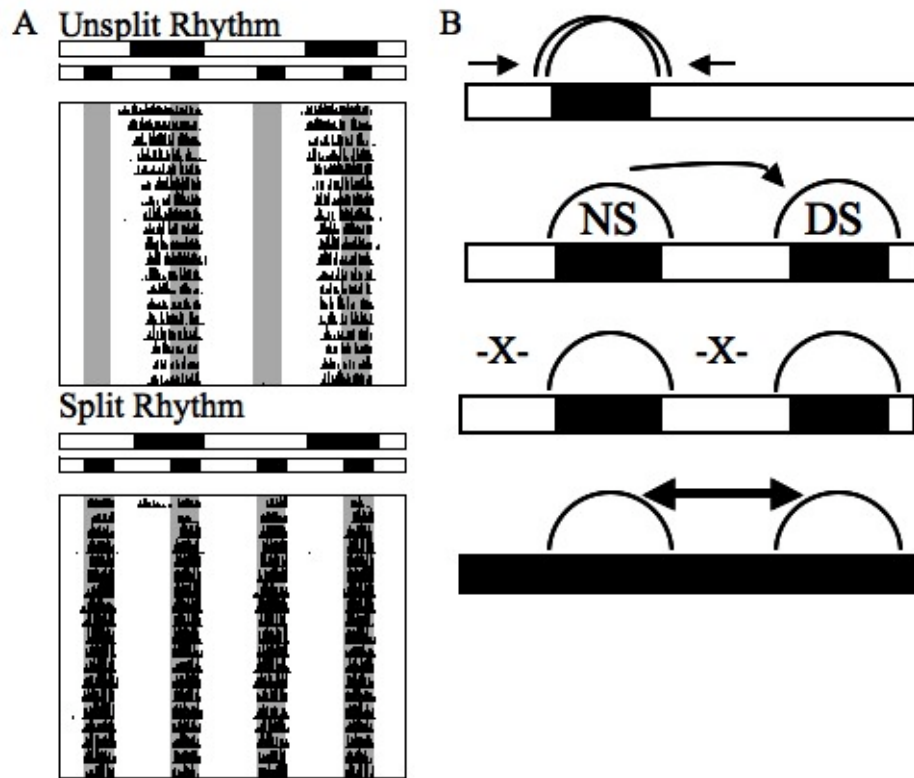 A
Unsplit Rhythm
Split Rhythm
B
NS
DS
-X-
-X-